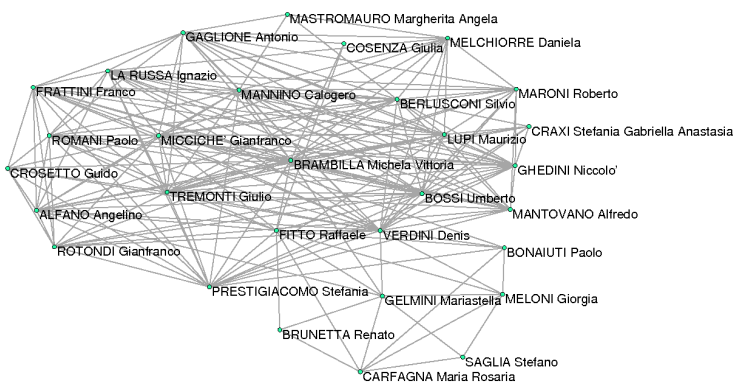 MASTROMAURO Margherita Angela
GAGLIONE Antonio
COSENZA Giulia
MELCHIORRE Daniela
LA RUSSA Ignazio
FRATTINI Franco
MANNINO Calogero
BERLUSCONI Silvio
MARONI Roberto
ROMANI Paolo
MICCICHE' Gianfranco
LUPI Maurizio
CRAXI Stefania Gabriella Anastasia
CROSETTO Guido
BRAMBILLA Michela Vittoria
GHEDINI Niccolo'
TREMONTI Giulio
BOSSI Umberto
ALFANO Angelino
MANTOVANO Alfredo
ROTONDI Gianfranco
FITTO Raffaele
VERDINI Denis
BONAIUTI Paolo
PRESTIGIACOMO Stefania
GELMINI Mariastella
MELONI Giorgia
BRUNETTA Renato
SAGLIA Stefano
CARFAGNA Maria Rosaria